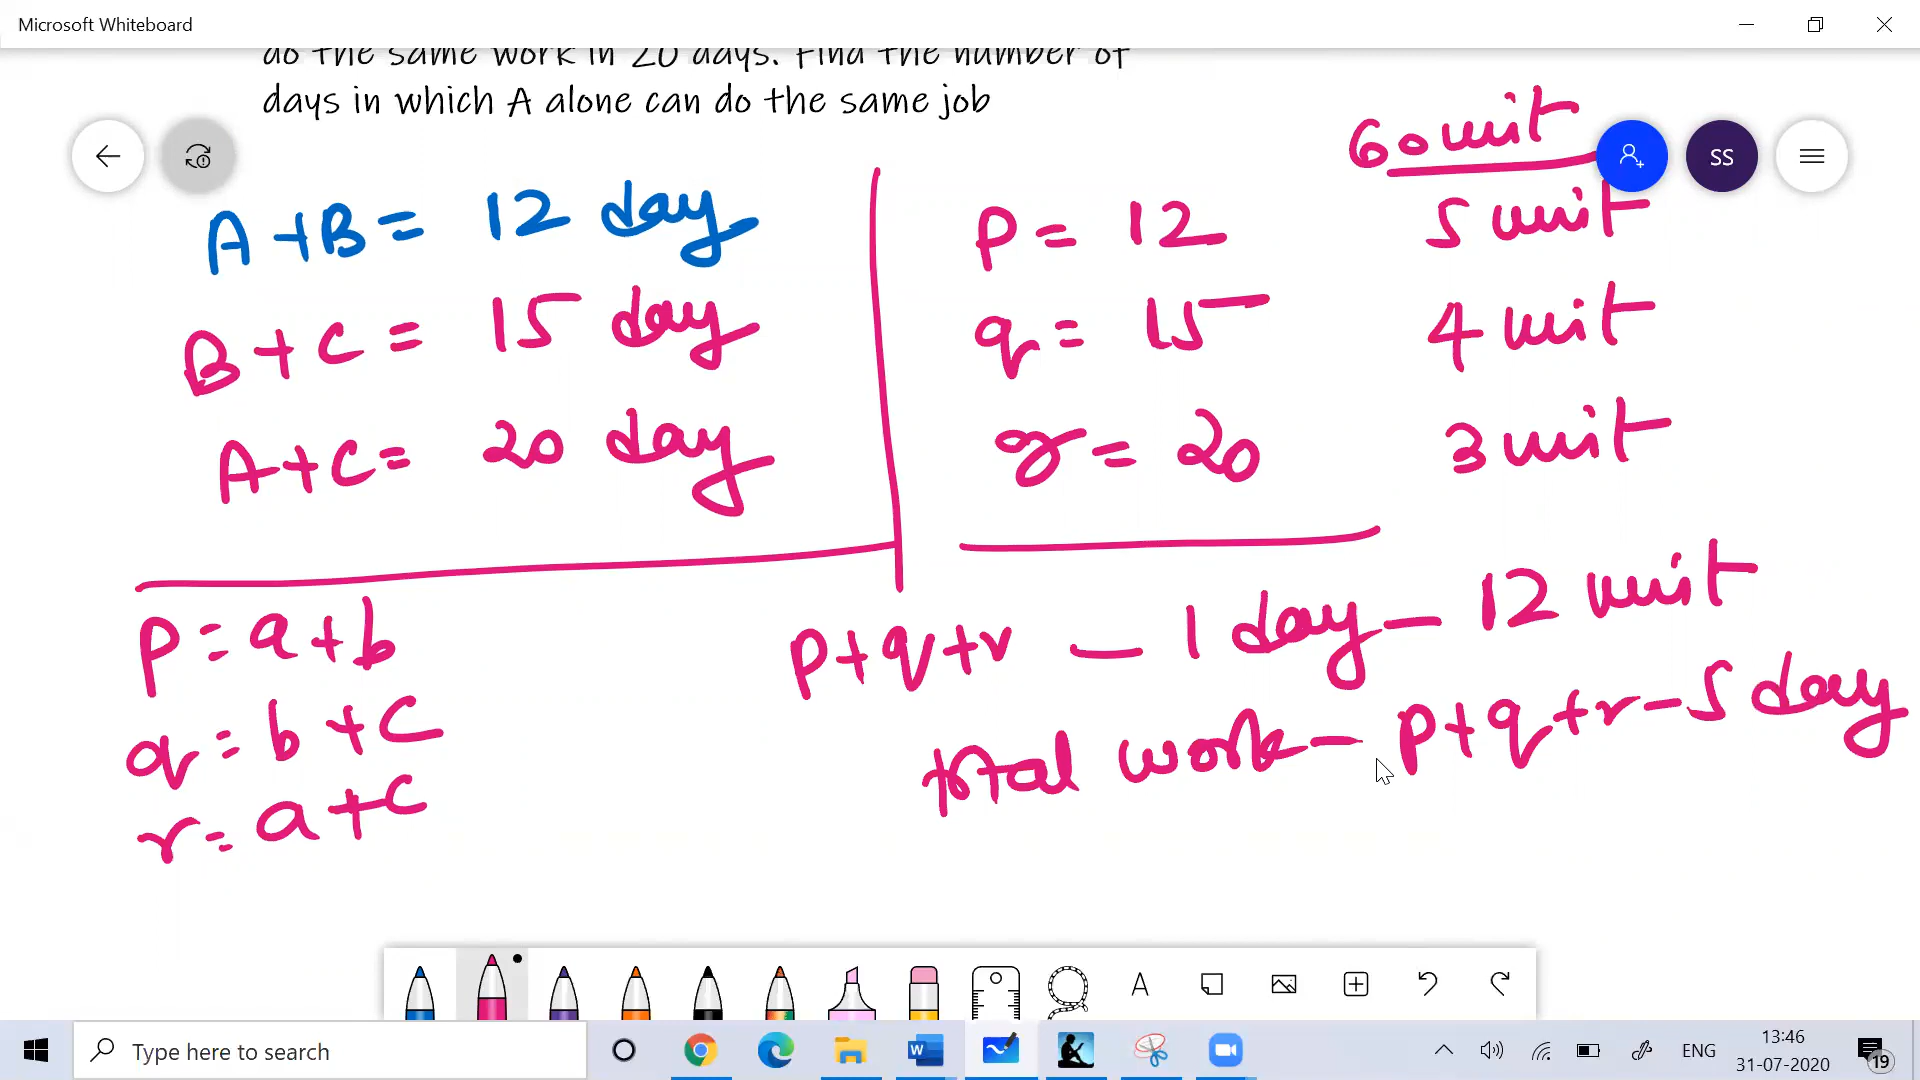 Microsoft Whiteboard
do the same work in 20 days. Find the number of
days in which A alone can do the same job
60 unit
SS
A+B= 12 day
B+C= 15 day
A+C= 20 day
P= 12 5 unit
q= 15 4 unit
r= 20 3 unit
P=a+b
q=b+c
r=a+c
p+q+r — 1 day — 12 unit
total work — p+q+r — 5 day
A
W
Type here to search
ENG
13:46
31-07-2020
19